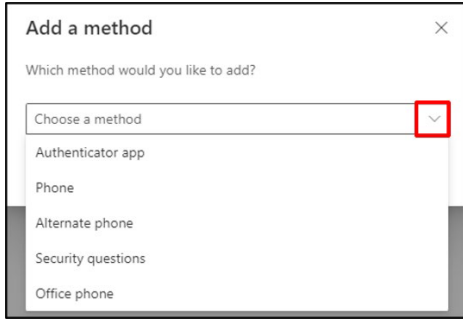 Add a method
Which method would you like to add?
Choose a method
Authenticator app
Phone
Alternate phone
Security questions
Office phone